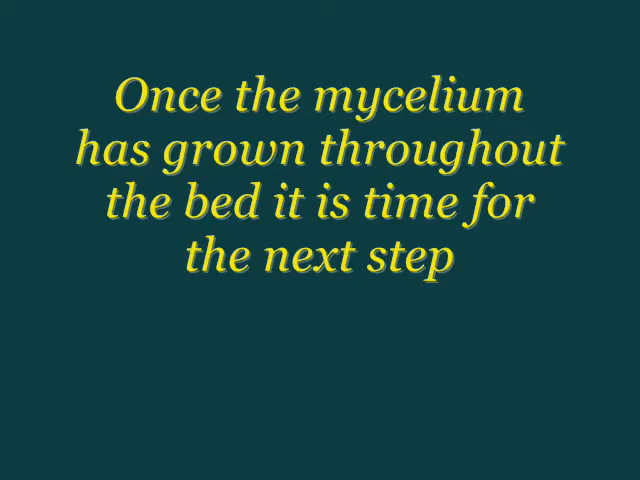 Once the mycelium
has grown throughout
the bed it is time for
the next step